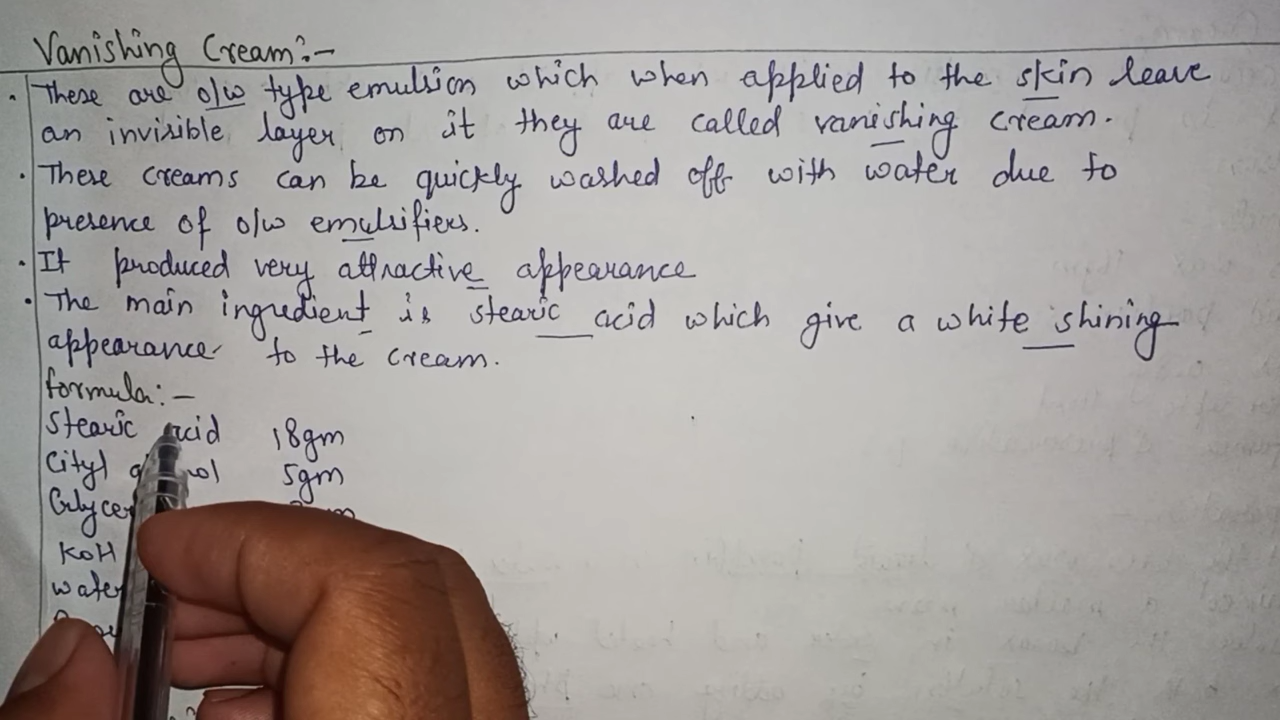 Vanishing Cream:-
· These are o/w type emulsion which when applied to the skin leave
an invisible layer on it they are called vanishing cream.
· These creams can be quickly washed off with water due to
presence of o/w emulsifiers.
· It produced very attractive appearance
· The main ingredient is stearic acid which give a white shining
appearance to the cream.
formula:-
Stearic acid 18gm
Cityl 5gm
KOH
water